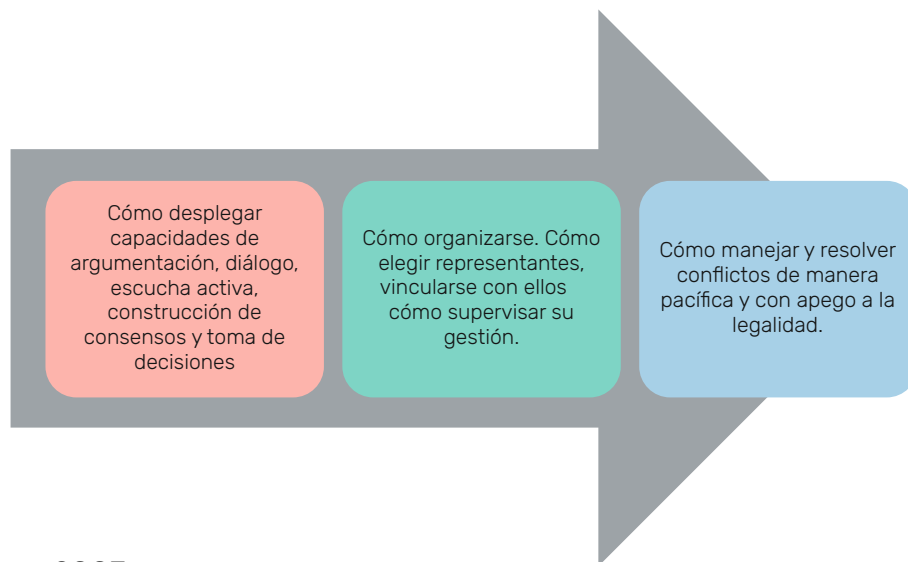 Cómo desplegar
capacidades de
argumentación, diálogo,
escucha activa,
construcción de
consensos y toma de
decisiones
Cómo organizarse. Cómo
elegir representantes,
vincularse con ellos
cómo supervisar su
gestión.
Cómo manejar y resolver
conflictos de manera
pacífica y con apego a la
legalidad.